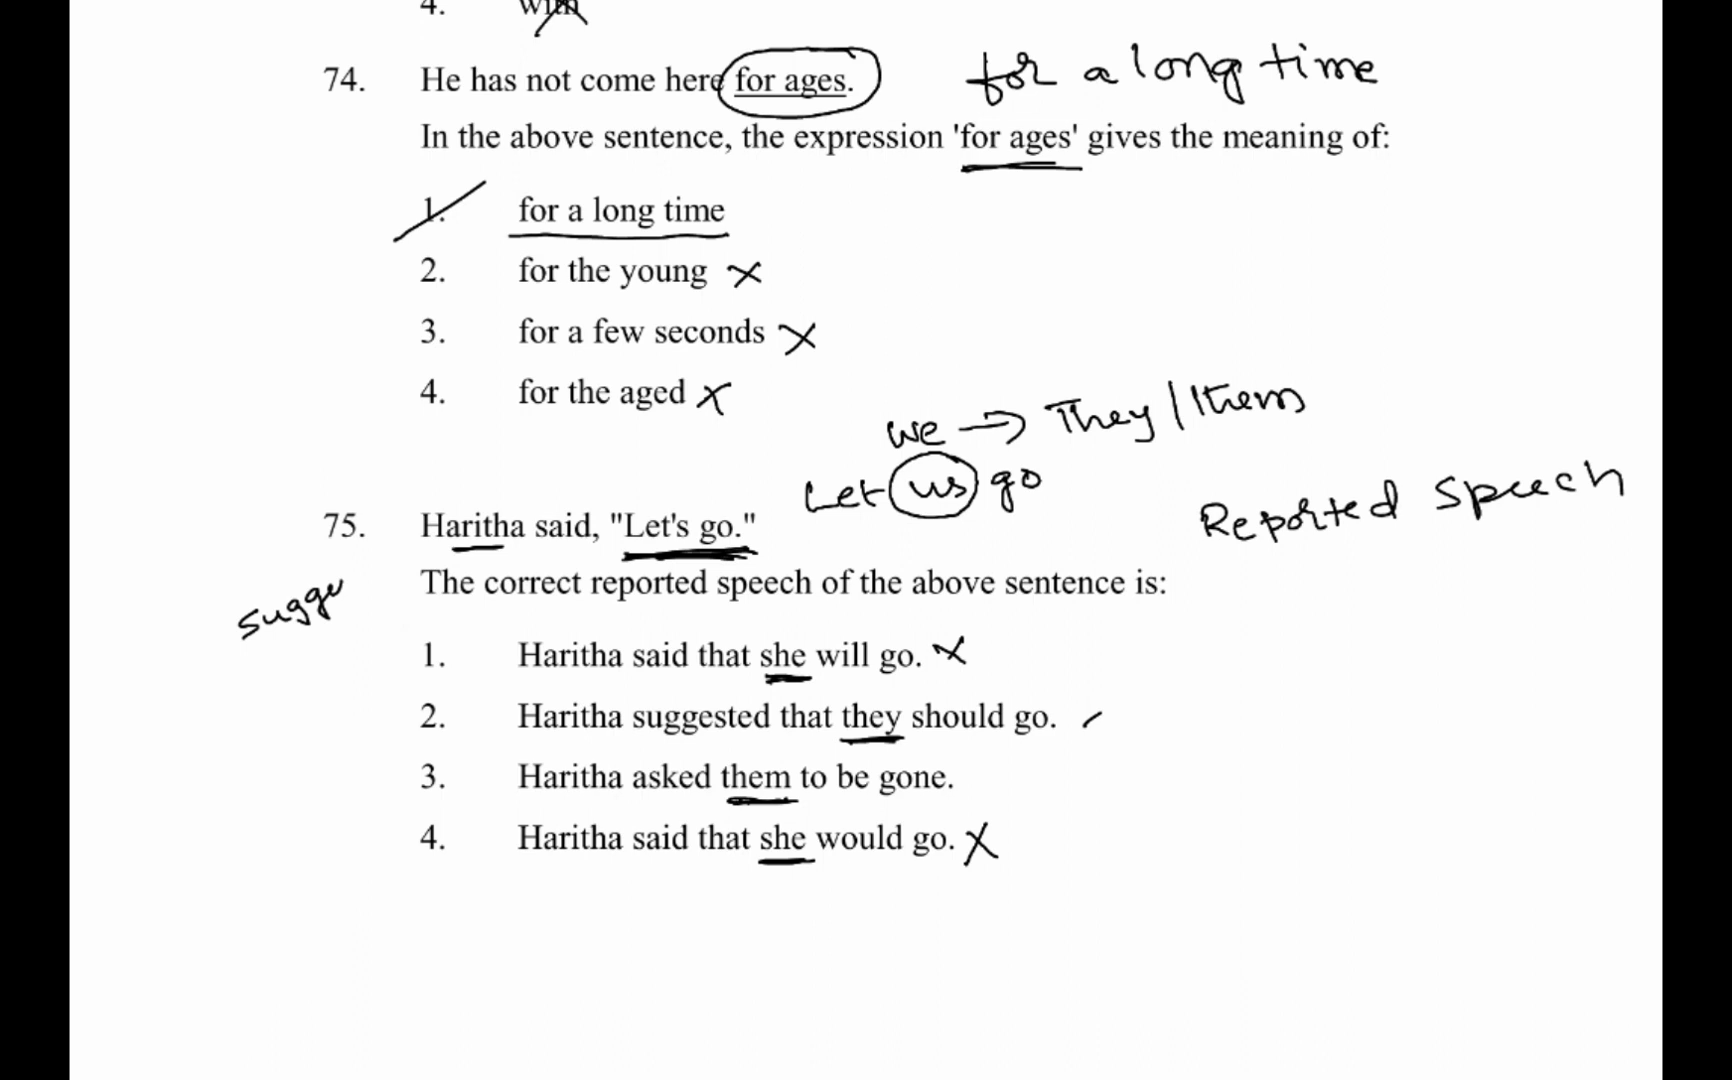 4. with
74. He has not come here for ages. for a long time
In the above sentence, the expression 'for ages' gives the meaning of:
1. for a long time
2. for the young
3. for a few seconds
4. for the aged
we → They / them
Let us go
Reported Speech
75. Haritha said, "Let's go."
The correct reported speech of the above sentence is:
sugge
1. Haritha said that she will go.
2. Haritha suggested that they should go.
3. Haritha asked them to be gone.
4. Haritha said that she would go.